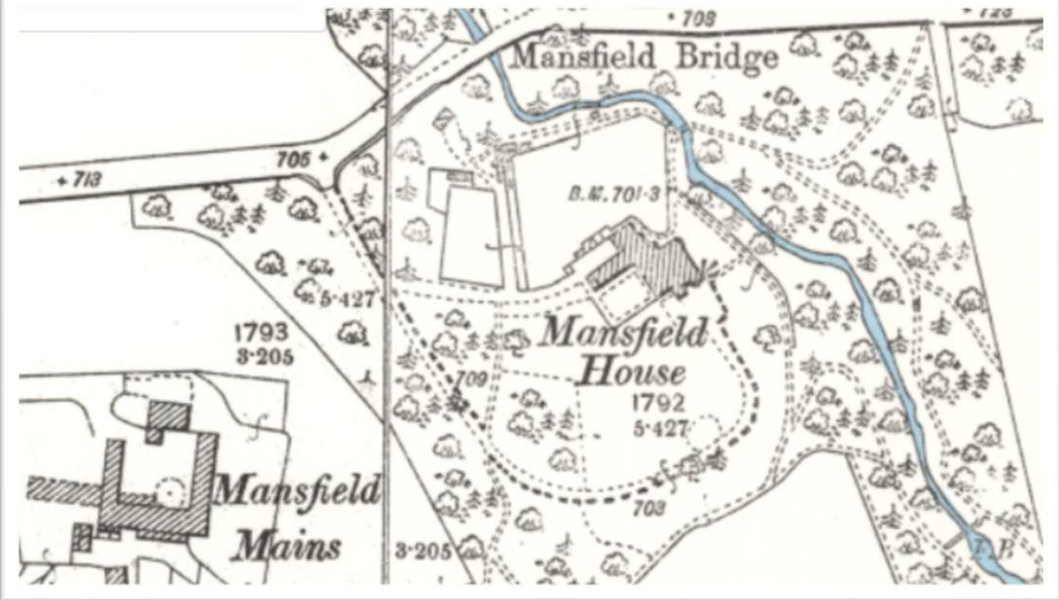 708
Mansfield Bridge
705
713
B.M. 701·3
5·427
1793
3·205
Mansfield
House
709
1792
5·427
Mansfield
Mains
703
3·205
F.B.